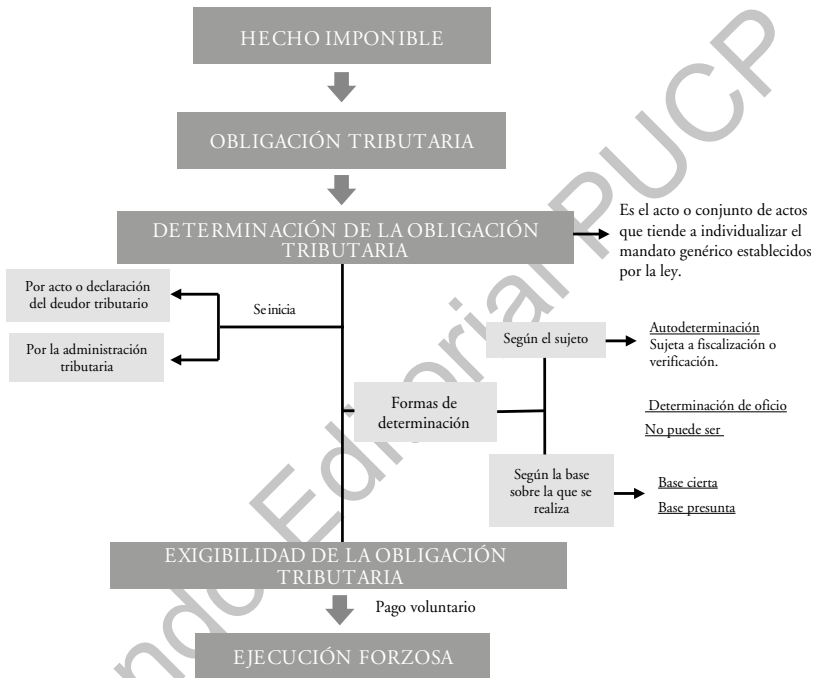 HECHO IMPONIBLE
OBLIGACIÓN TRIBUTARIA
DETERMINACIÓN DE LA OBLIGACIÓN
TRIBUTARIA
Es el acto o conjunto de actos
que tiende a individualizar el
mandato genérico establecidos
por la ley.
Por acto o declaración
del deudor tributario
Se inicia
Por la administración
tributaria
Según el sujeto
Autodeterminación
Sujeta a fiscalización o
verificación.
Formas de
determinación
Determinación de oficio
No puede ser
Según la base
sobre la que se
realiza
Base cierta
Base presunta
EXIGIBILIDAD DE LA OBLIGACIÓN
TRIBUTARIA
Pago voluntario
EJECUCIÓN FORZOSA
ndo Editorial PUCP